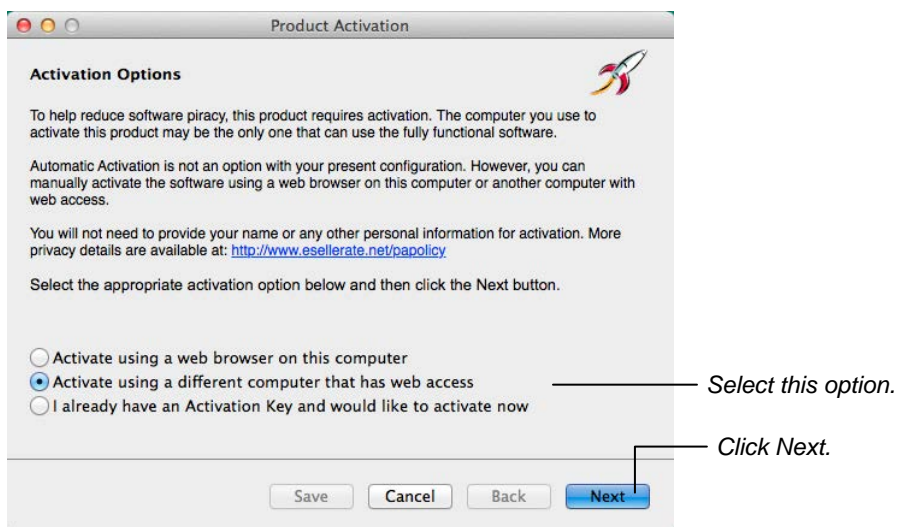 Product Activation
Activation Options
To help reduce software piracy, this product requires activation. The computer you use to
activate this product may be the only one that can use the fully functional software.
Automatic Activation is not an option with your present configuration. However, you can
manually activate the software using a web browser on this computer or another computer with
web access.
You will not need to provide your name or any other personal information for activation. More
privacy details are available at: http://www.esellerate.net/papolicy
Select the appropriate activation option below and then click the Next button.
Activate using a web browser on this computer
Activate using a different computer that has web access
Select this option.
I already have an Activation Key and would like to activate now
Click Next.
Save Cancel Back Next